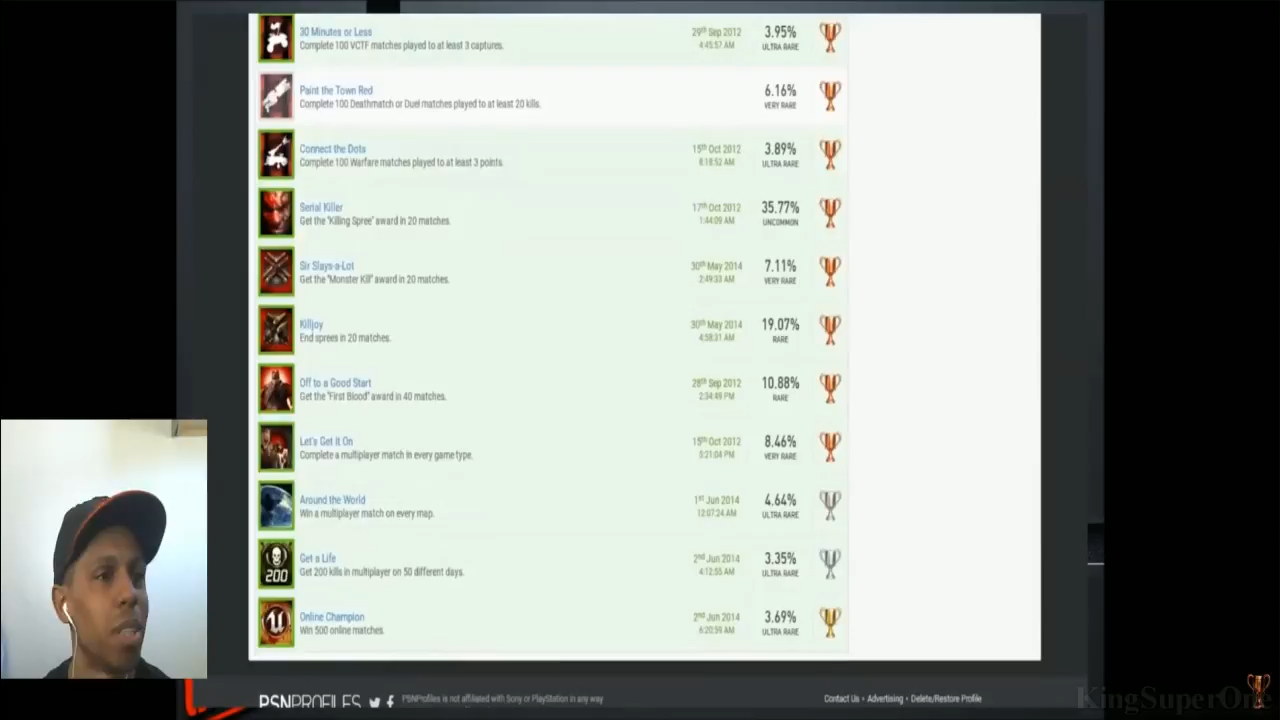 30 Minutes or Less
Complete 100 VCTF matches played to at least 3 captures.
29th Sep 2012
4:45:57 AM
3.95%
ULTRA RARE
Paint the Town Red
Complete 100 Deathmatch or Duel matches played to at least 20 kills.
6.16%
VERY RARE
Connect the Dots
Complete 100 Warfare matches played to at least 3 points.
15th Oct 2012
8:18:52 AM
3.89%
ULTRA RARE
Serial Killer
Get the "Killing Spree" award in 20 matches.
17th Oct 2012
1:44:09 AM
35.77%
UNCOMMON
Sir Slays-a-Lot
Get the "Monster Kill" award in 20 matches.
30th May 2014
2:49:33 AM
7.11%
VERY RARE
Killjoy
End sprees in 20 matches.
30th May 2014
4:58:31 AM
19.07%
RARE
Off to a Good Start
Get the "First Blood" award in 40 matches.
28th Sep 2012
2:34:49 PM
10.88%
RARE
Let's Get It On
Complete a multiplayer match in every game type.
15th Oct 2012
5:21:04 PM
8.46%
VERY RARE
Around the World
Win a multiplayer match on every map.
1st Jun 2014
12:07:24 AM
4.64%
ULTRA RARE
200
Get a Life
Get 200 kills in multiplayer on 50 different days.
2nd Jun 2014
4:12:55 AM
3.35%
ULTRA RARE
Online Champion
Win 500 online matches.
2nd Jun 2014
6:20:59 AM
3.69%
ULTRA RARE
PSNPROFILES
PSNProfiles is not affiliated with Sony or PlayStation in any way
Contact Us • Advertising • Delete/Restore Profile
KingSuperOne